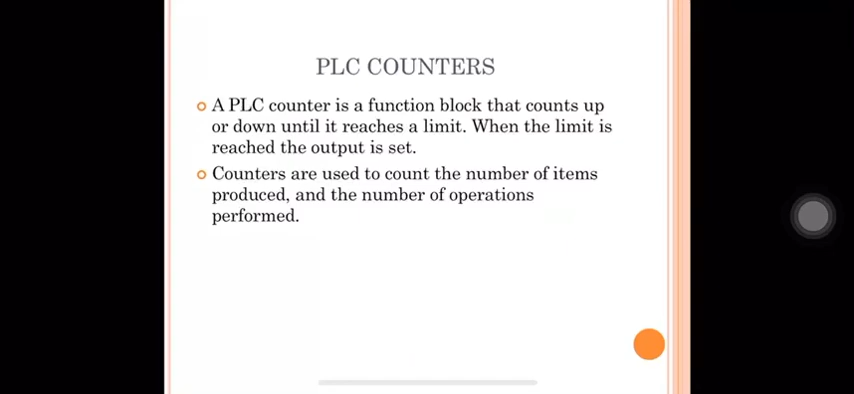 PLC COUNTERS
A PLC counter is a function block that counts up
or down until it reaches a limit. When the limit is
reached the output is set.
Counters are used to count the number of items
produced, and the number of operations
performed.